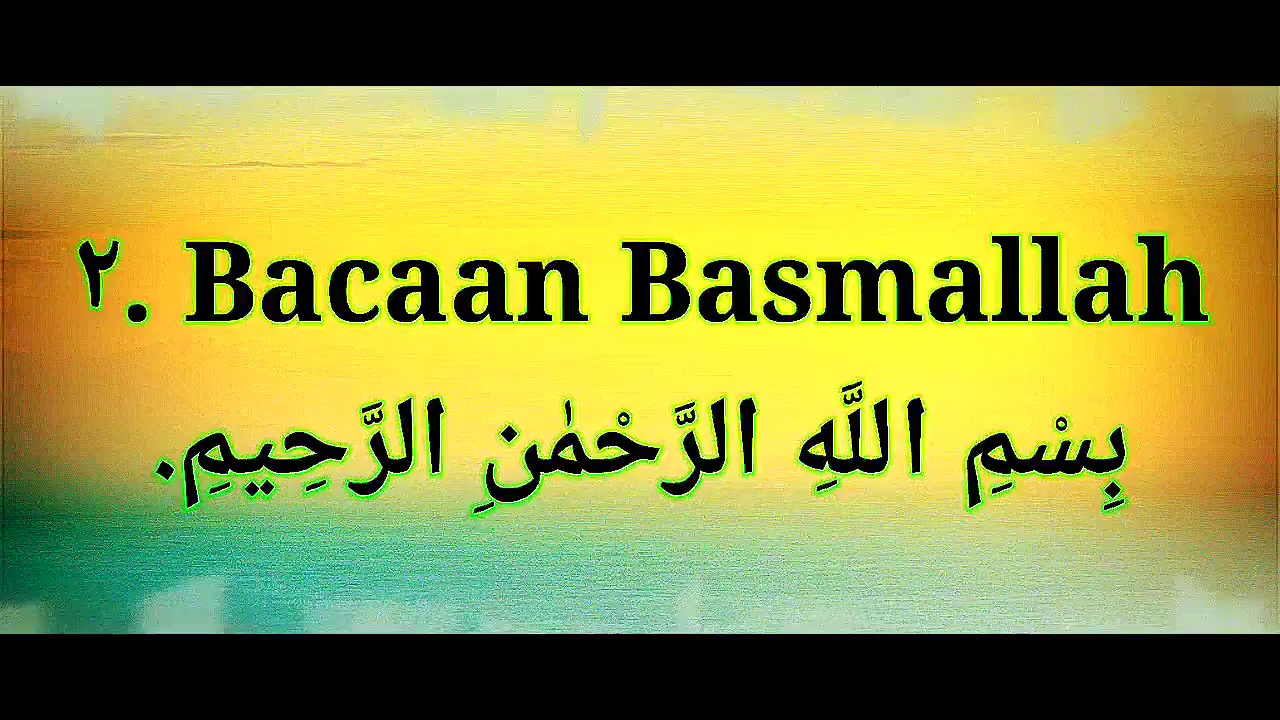 ٢. Bacaan Basmallah
بِسْمِ اللَّهِ الرَّحْمٰنِ الرَّحِيمِ.